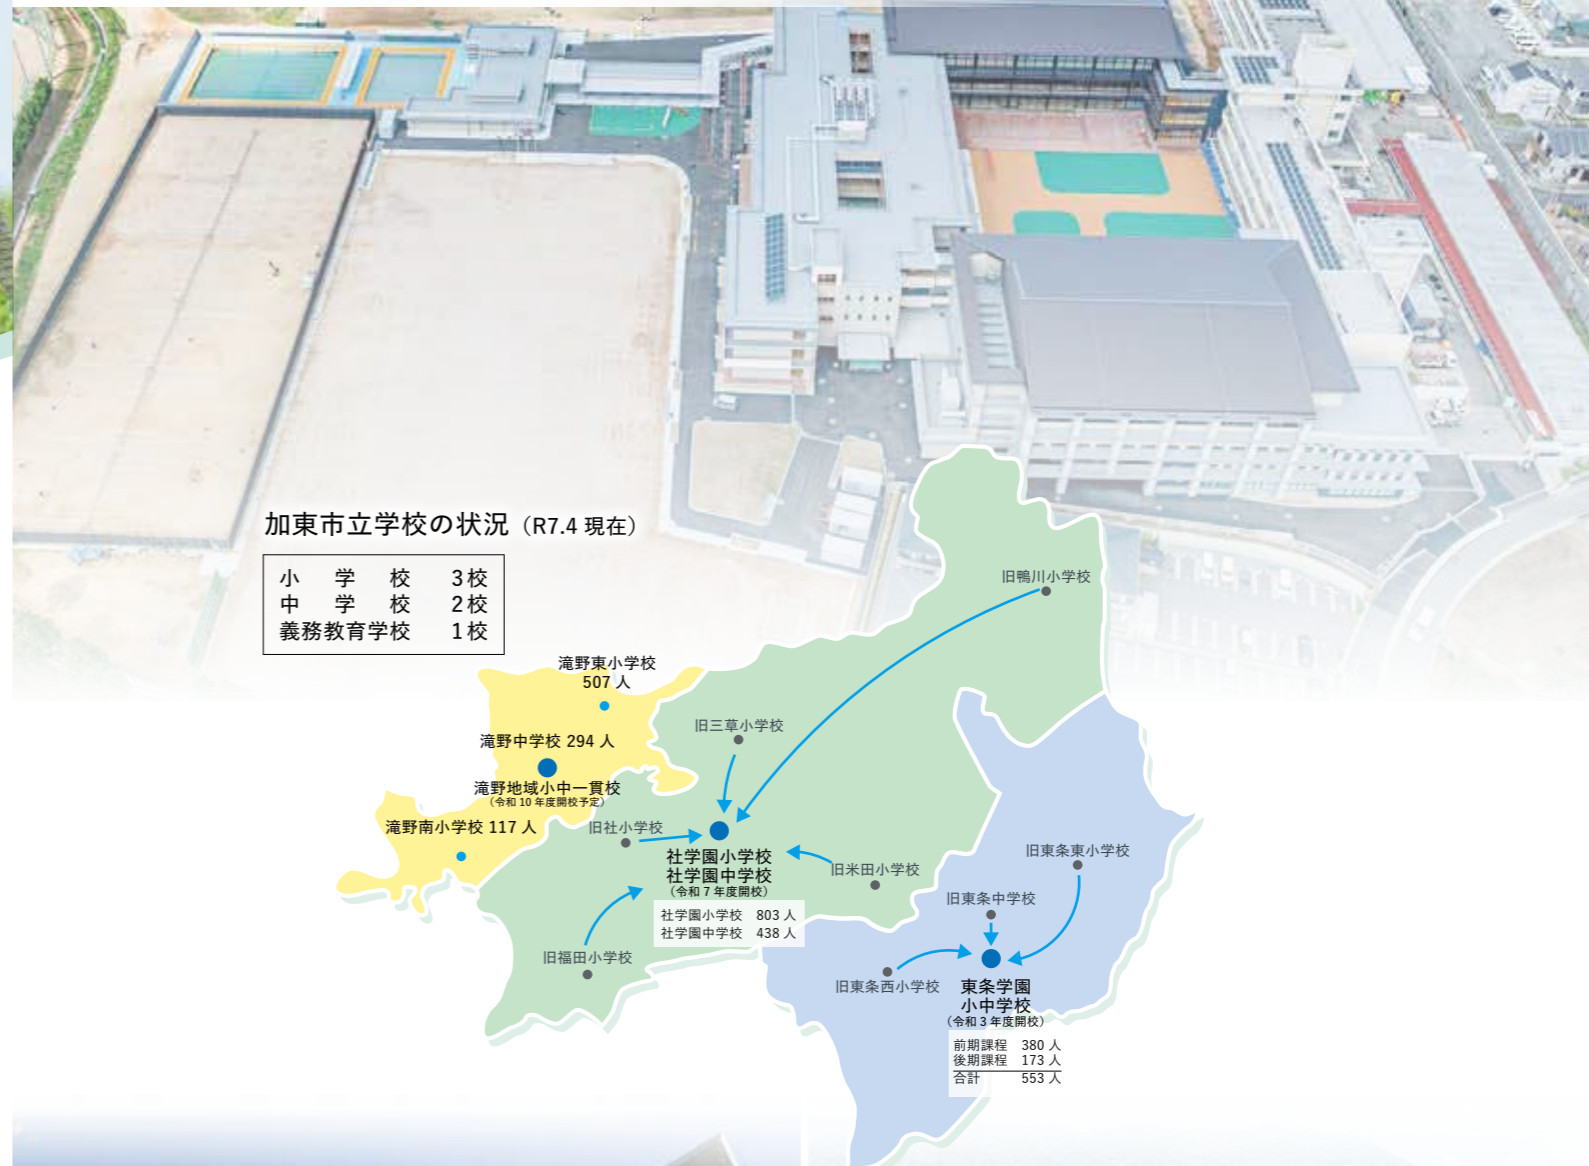 加東市立学校の状況（R7.4 現在）
小学校 3校
中学校 2校
義務教育学校 1校
旧鴨川小学校
滝野東小学校
507 人
旧三草小学校
滝野中学校 294 人
滝野地域小中一貫校
（令和 10 年度開校予定）
滝野南小学校 117 人
旧社小学校
社学園小学校
社学園中学校
（令和 7 年度開校）
社学園小学校 803 人
社学園中学校 438 人
旧米田小学校
旧福田小学校
旧東条東小学校
旧東条中学校
旧東条西小学校
東条学園
小中学校
（令和 3 年度開校）
前期課程 380 人
後期課程 173 人
合計 553 人